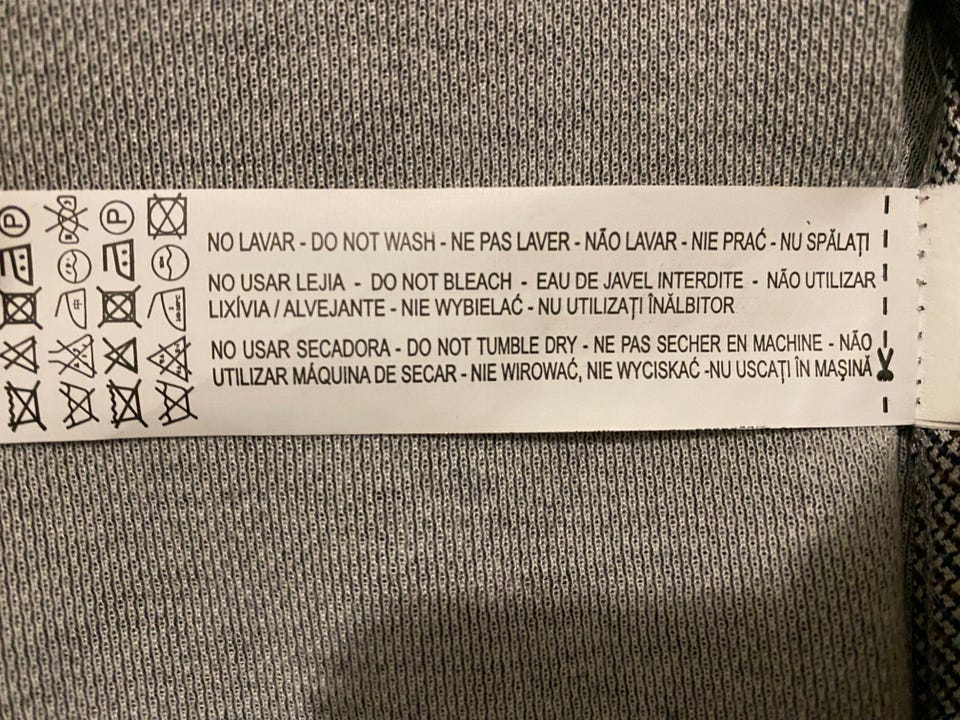 NO LAVAR - DO NOT WASH - NE PAS LAVER - NÃO LAVAR - NIE PRAĆ - NU SPĂLAȚI
NO USAR LEJIA - DO NOT BLEACH - EAU DE JAVEL INTERDITE - NÃO UTILIZAR
LIXÍVIA / ALVEJANTE - NIE WYBIELAĆ - NU UTILIZAȚI ÎNĂLBITOR
NO USAR SECADORA - DO NOT TUMBLE DRY - NE PAS SECHER EN MACHINE - NÃO
UTILIZAR MÁQUINA DE SECAR - NIE WIROWAĆ, NIE WYCISKAĆ -NU USCAȚI ÎN MAŞINĂ
P
P